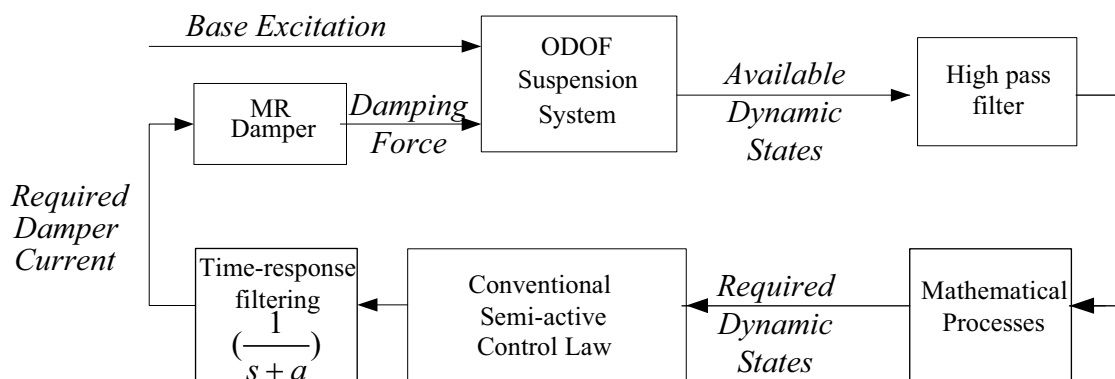 Base Excitation
ODOF
Suspension
System
Available
Dynamic
States
High pass
filter
MR
Damper
Damping
Force
Required
Damper
Current
Time-response
filtering
(1/(s + a))
Conventional
Semi-active
Control Law
Required
Dynamic
States
Mathematical
Processes